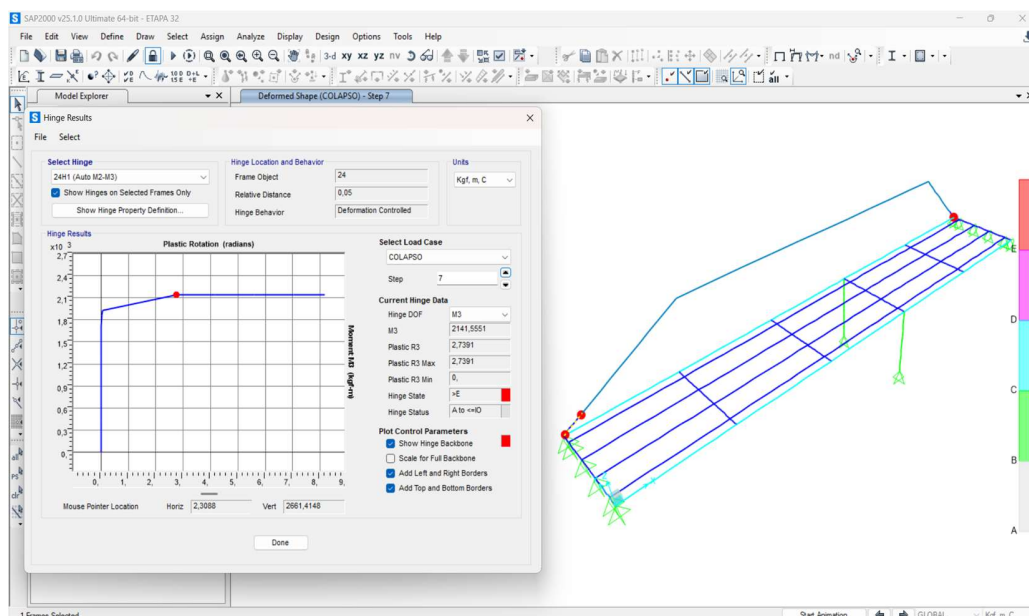 SAP2000 v25.1.0 Ultimate 64-bit - ETAPA 32
File Edit View Define Draw Select Assign Analyze Display Design Options Tools Help
3-d xy xz yz nv
nd
all
Model Explorer
Deformed Shape (COLAPSO) - Step 7
Hinge Results
File Select
Select Hinge
24H1 (Auto M2-M3)
Show Hinges on Selected Frames Only
Show Hinge Property Definition...
Hinge Location and Behavior
Frame Object 24
Relative Distance 0,05
Hinge Behavior Deformation Controlled
Units
Kgf, m, C
Hinge Results
x10 3
Plastic Rotation (radians)
2,7
2,4
2,1
1,8
1,5
1,2
0,9
0,6
0,3
0,
0, 1, 2, 3, 4, 5, 6, 7, 8, 9,
Moment M3 (kgf-m)
Mouse Pointer Location Horiz 2,3088 Vert 2661,4148
Select Load Case
COLAPSO
Step 7
Current Hinge Data
Hinge DOF M3
M3 2141,5551
Plastic R3 2,7391
Plastic R3 Max 2,7391
Plastic R3 Min 0,
Hinge State >E
Hinge Status A to <=IO
Plot Control Parameters
Show Hinge Backbone
Scale for Full Backbone
Add Left and Right Borders
Add Top and Bottom Borders
Done
E
D
C
B
A
all
PS
clr
1 Frames Selected
Start Animation
GLOBAL
Kgf, m, C